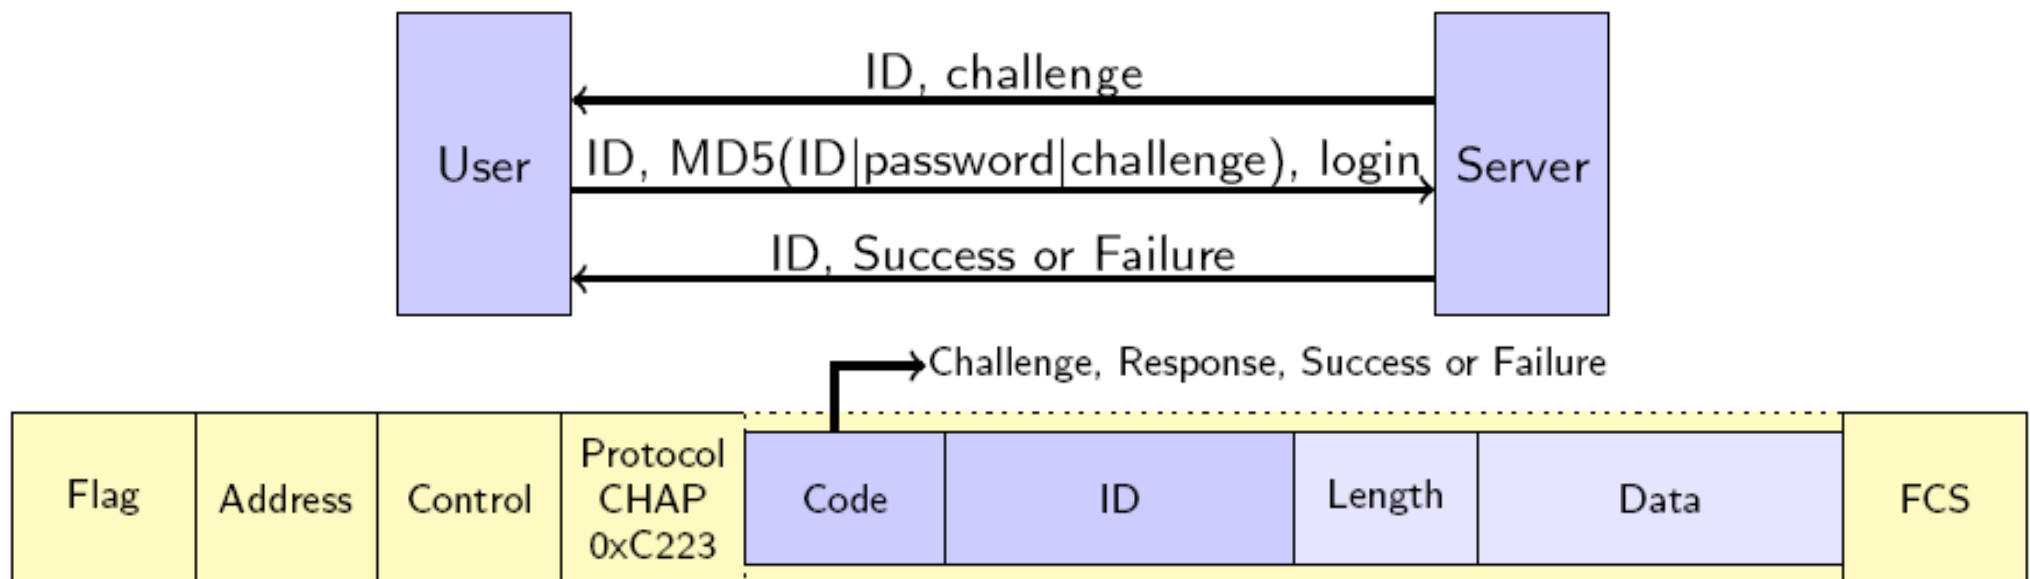 ID, challenge
User
ID, MD5(ID|password|challenge), login
Server
ID, Success or Failure
Challenge, Response, Success or Failure
Flag
Address
Control
Protocol
CHAP
0xC223
Code
ID
Length
Data
FCS